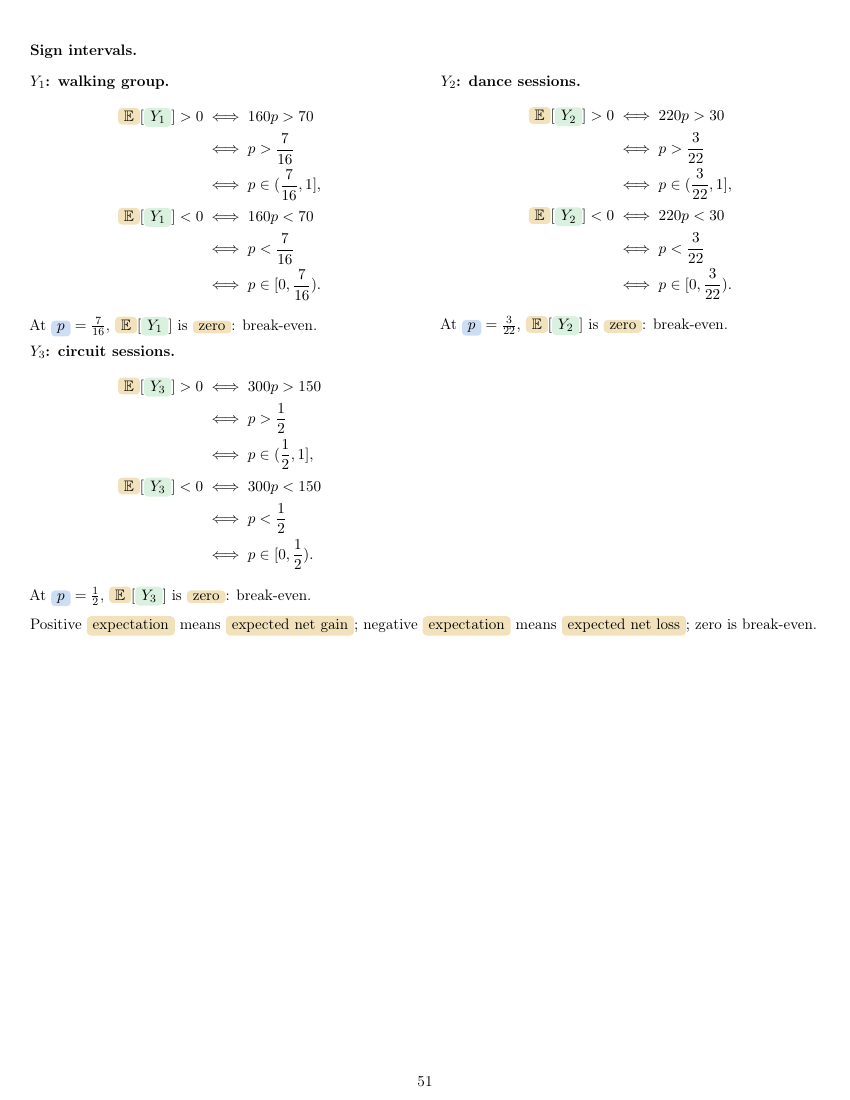 Sign intervals.
Y₁: walking group.
𝔼[Y₁] > 0 ⟺ 160p > 70
⟺ p > 7/16
⟺ p ∈ (7/16, 1],
𝔼[Y₁] < 0 ⟺ 160p < 70
⟺ p < 7/16
⟺ p ∈ [0, 7/16).
At p = 7/16, 𝔼[Y₁] is zero: break-even.
Y₂: dance sessions.
𝔼[Y₂] > 0 ⟺ 220p > 30
⟺ p > 3/22
⟺ p ∈ (3/22, 1],
𝔼[Y₂] < 0 ⟺ 220p < 30
⟺ p < 3/22
⟺ p ∈ [0, 3/22).
At p = 3/22, 𝔼[Y₂] is zero: break-even.
Y₃: circuit sessions.
𝔼[Y₃] > 0 ⟺ 300p > 150
⟺ p > 1/2
⟺ p ∈ (1/2, 1],
𝔼[Y₃] < 0 ⟺ 300p < 150
⟺ p < 1/2
⟺ p ∈ [0, 1/2).
At p = 1/2, 𝔼[Y₃] is zero: break-even.
Positive expectation means expected net gain; negative expectation means expected net loss; zero is break-even.
51